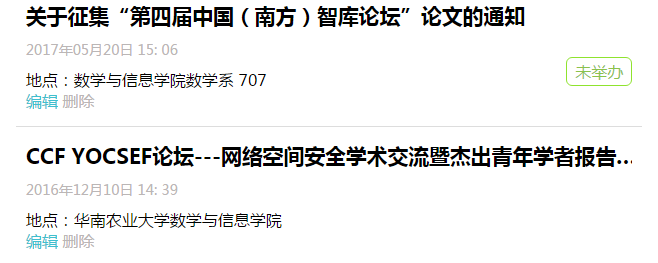 关于征集“第四届中国（南方）智库论坛”论文的通知
2017年05月20日 15: 06
地点：数学与信息学院数学系 707
未举办
编辑 删除
CCF YOCSEF论坛---网络空间安全学术交流暨杰出青年学者报告...
2016年12月10日 14: 39
地点：华南农业大学数学与信息学院
编辑 删除